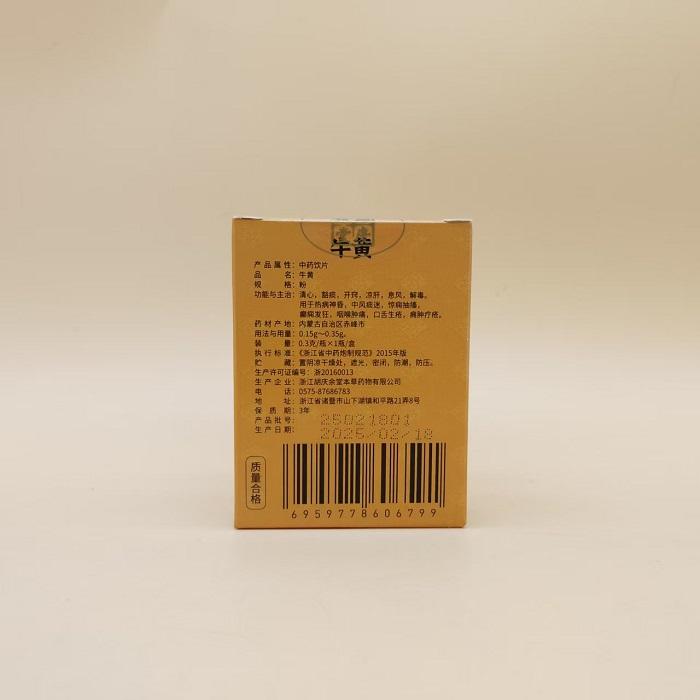 牛黄
产品属性：中药饮片
品名：牛黄
规格：粉
功能与主治：清心，豁痰，开窍，凉肝，息风，解毒。
用于热病神昏，中风痰迷，惊痫抽搐，
癫痫发狂，咽喉肿痛，口舌生疮，痈肿疔疮。
药材产地：内蒙古自治区赤峰市
用法与用量：0.15g～0.35g。
装量：0.3克/瓶×1瓶/盒
执行标准：《浙江省中药炮制规范》2015年版
贮藏：置阴凉干燥处，遮光，密闭，防潮，防压。
生产许可证编号：浙20160013
生产企业：浙江胡庆余堂本草药物有限公司
电话：0575-87686783
地址：浙江省诸暨市山下湖镇和平路21弄8号
保质期：3年
产品批号：25021801
生产日期：2025/02/18
质量合格
6959778606799